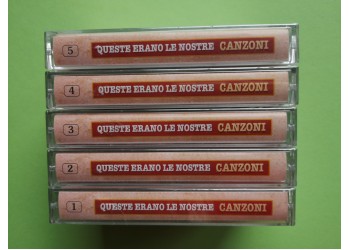 5 QUESTE ERANO LE NOSTRE CANZONI
4 QUESTE ERANO LE NOSTRE CANZONI
3 QUESTE ERANO LE NOSTRE CANZONI
2 QUESTE ERANO LE NOSTRE CANZONI
1 QUESTE ERANO LE NOSTRE CANZONI